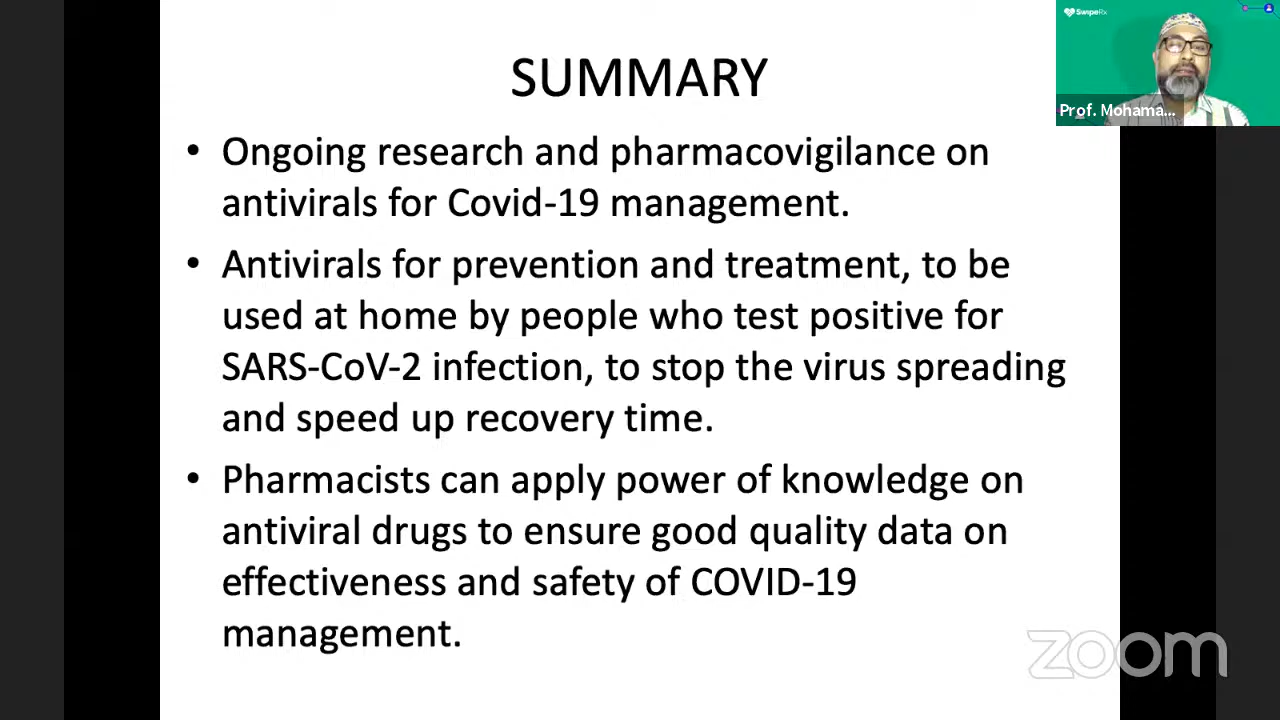 SwipeRx
Prof. Mohama...
SUMMARY
• Ongoing research and pharmacovigilance on
antivirals for Covid-19 management.
• Antivirals for prevention and treatment, to be
used at home by people who test positive for
SARS-CoV-2 infection, to stop the virus spreading
and speed up recovery time.
• Pharmacists can apply power of knowledge on
antiviral drugs to ensure good quality data on
effectiveness and safety of COVID-19
management.
zoom